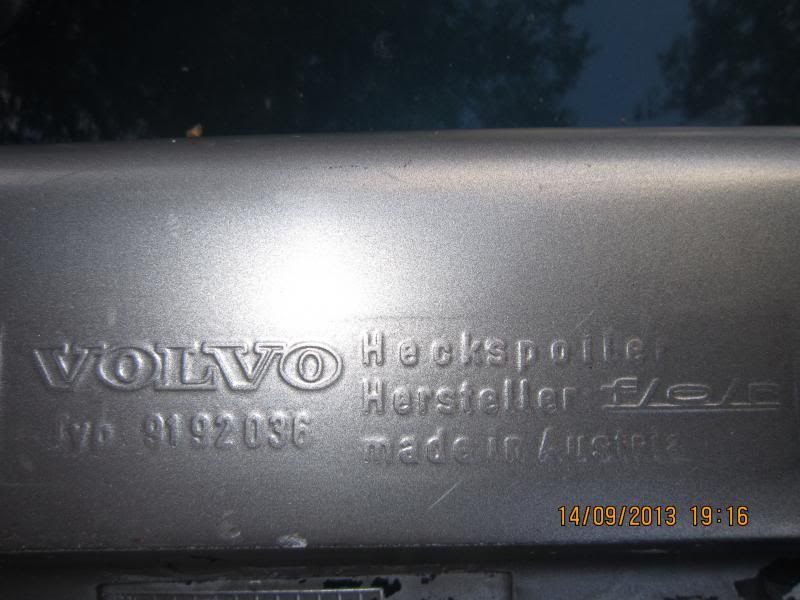 VOLVO
Typ. 9192036
Heckspoiler
Hersteller
made in Austria
14/09/2013 19:16